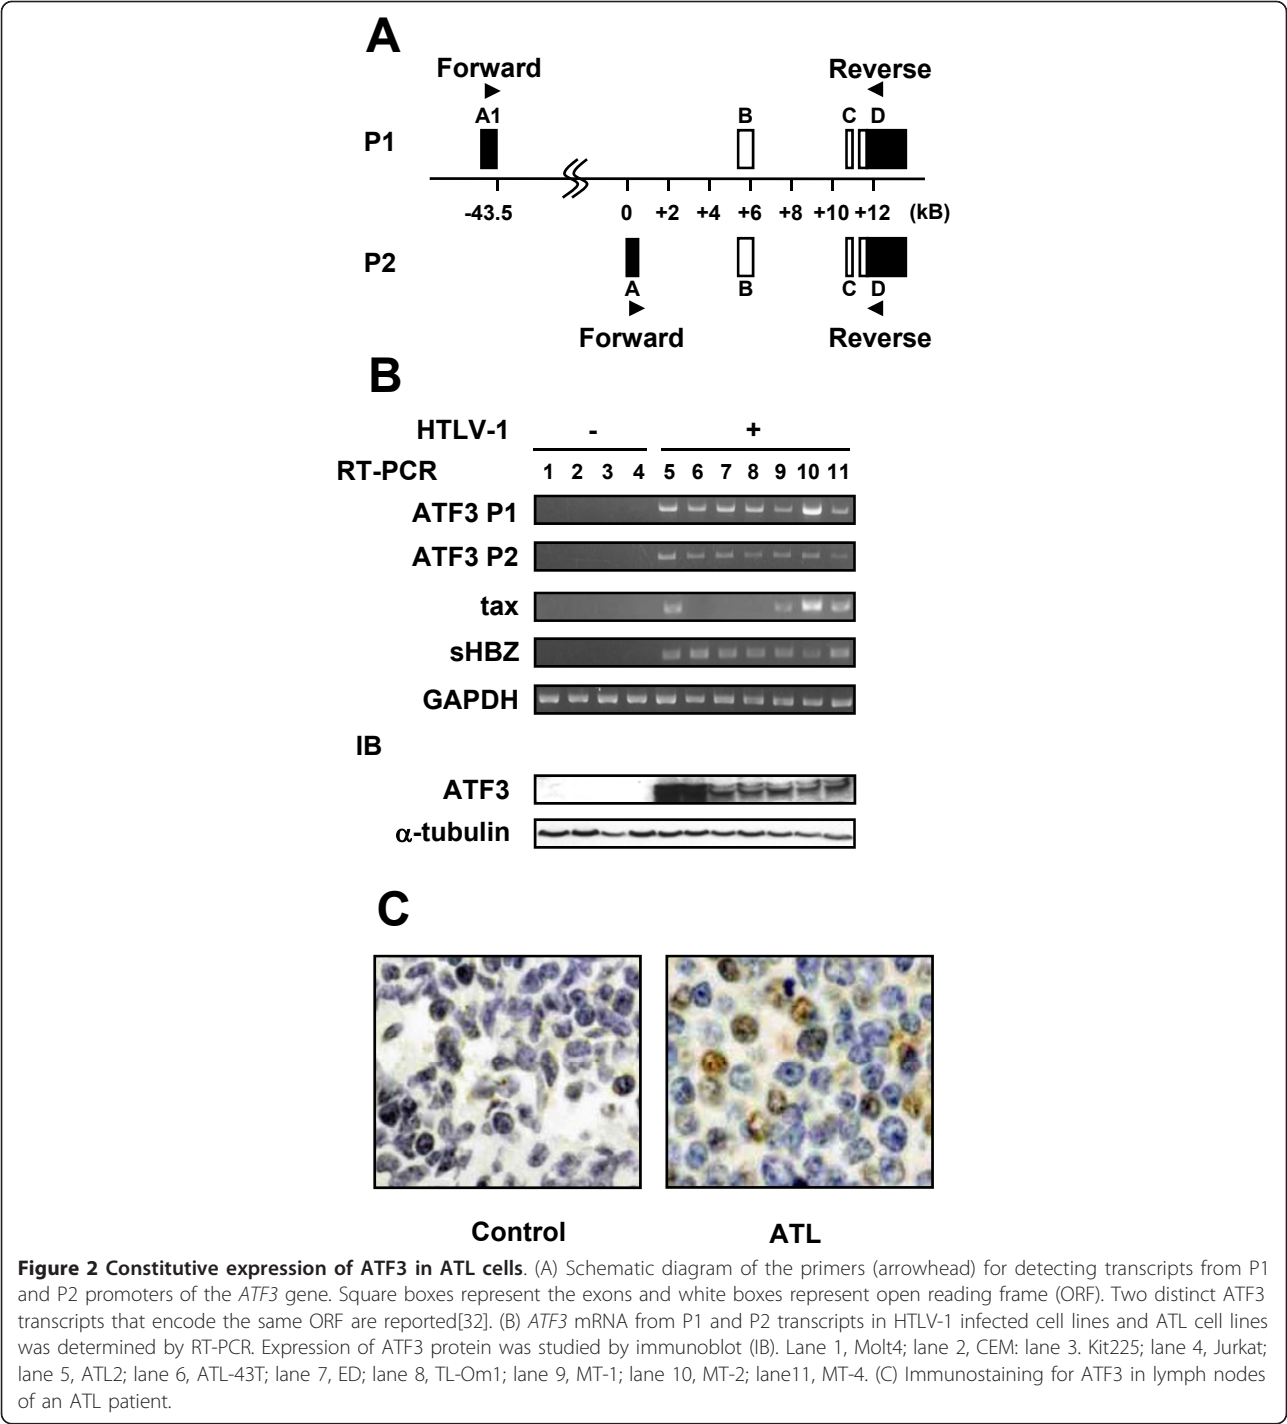 A
Forward Reverse
A1 B C D
P1
-43.5 0 +2 +4 +6 +8 +10 +12 (kB)
P2
A B C D
Forward Reverse
B
HTLV-1 - +
RT-PCR 1 2 3 4 5 6 7 8 9 10 11
ATF3 P1
ATF3 P2
tax
sHBZ
GAPDH
IB
ATF3
α-tubulin
C
Control ATL
Figure 2 Constitutive expression of ATF3 in ATL cells. (A) Schematic diagram of the primers (arrowhead) for detecting transcripts from P1
and P2 promoters of the ATF3 gene. Square boxes represent the exons and white boxes represent open reading frame (ORF). Two distinct ATF3
transcripts that encode the same ORF are reported[32]. (B) ATF3 mRNA from P1 and P2 transcripts in HTLV-1 infected cell lines and ATL cell lines
was determined by RT-PCR. Expression of ATF3 protein was studied by immunoblot (IB). Lane 1, Molt4; lane 2, CEM: lane 3. Kit225; lane 4, Jurkat;
lane 5, ATL2; lane 6, ATL-43T; lane 7, ED; lane 8, TL-Om1; lane 9, MT-1; lane 10, MT-2; lane11, MT-4. (C) Immunostaining for ATF3 in lymph nodes
of an ATL patient.